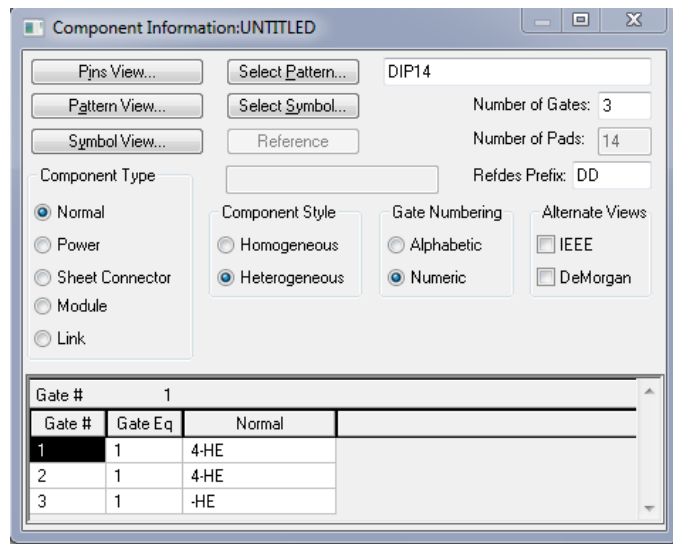 Component Information:UNTITLED
Pins View... Select Pattern... DIP14
Pattern View... Select Symbol... Number of Gates: 3
Symbol View... Reference Number of Pads: 14
Component Type Refdes Prefix: DD
Normal Component Style Gate Numbering Alternate Views
Power Homogeneous Alphabetic IEEE
Sheet Connector Heterogeneous Numeric DeMorgan
Module
Link
Gate # 1
Gate # Gate Eq Normal
1 1 4-НЕ
2 1 4-НЕ
3 1 -НЕ